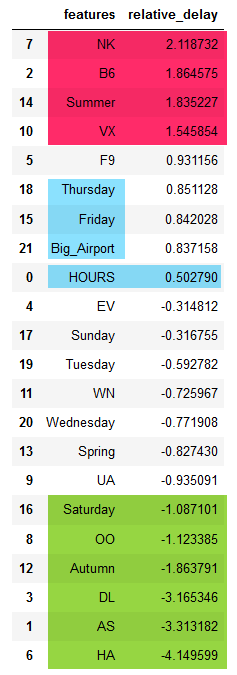 features relative_delay
7 NK 2.118732
2 B6 1.864575
14 Summer 1.835227
10 VX 1.545854
5 F9 0.931156
18 Thursday 0.851128
15 Friday 0.842028
21 Big_Airport 0.837158
0 HOURS 0.502790
4 EV -0.314812
17 Sunday -0.316755
19 Tuesday -0.592782
11 WN -0.725967
20 Wednesday -0.771908
13 Spring -0.827430
9 UA -0.935091
16 Saturday -1.087101
8 OO -1.123385
12 Autumn -1.863791
3 DL -3.165346
1 AS -3.313182
6 HA -4.149599